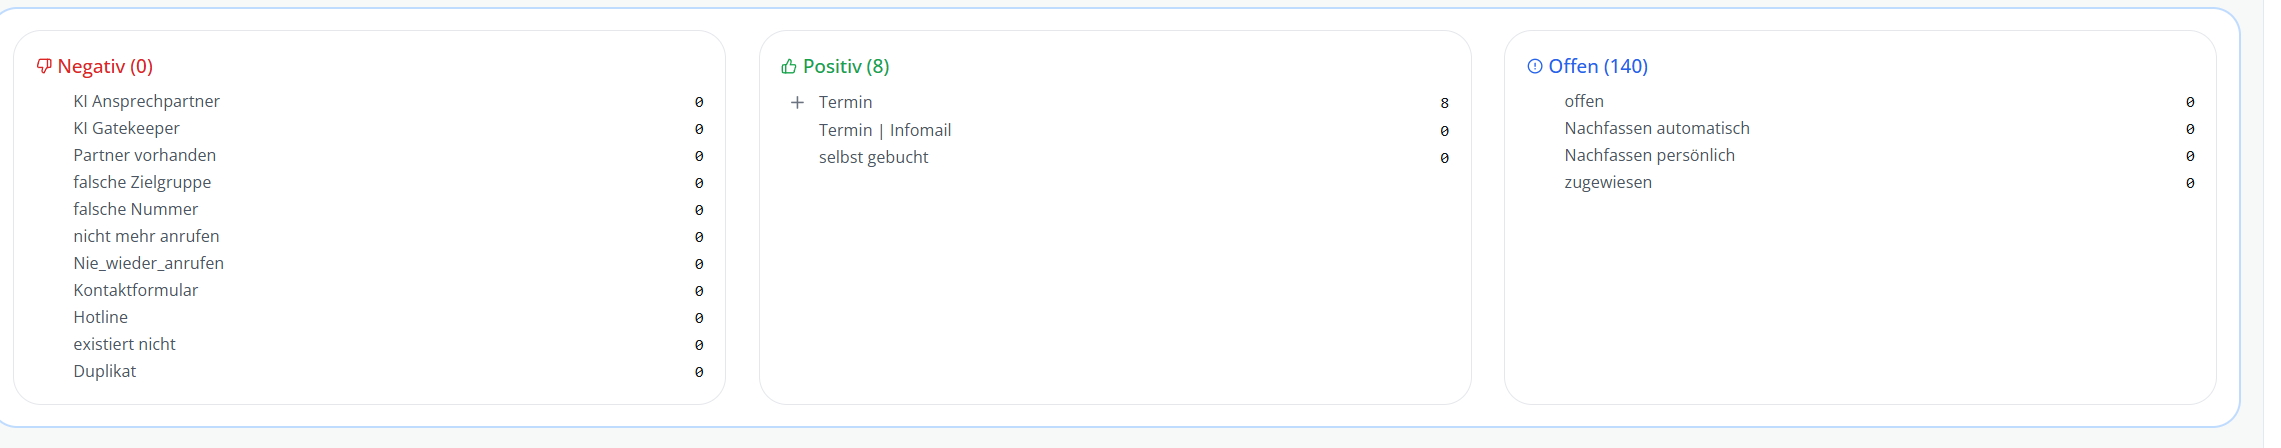 Negativ (0)
KI Ansprechpartner 0
KI Gatekeeper 0
Partner vorhanden 0
falsche Zielgruppe 0
falsche Nummer 0
nicht mehr anrufen 0
Nie_wieder_anrufen 0
Kontaktformular 0
Hotline 0
existiert nicht 0
Duplikat 0
Positiv (8)
Termin 8
Termin | Infomail 0
selbst gebucht 0
Offen (140)
offen 0
Nachfassen automatisch 0
Nachfassen persönlich 0
zugewiesen 0